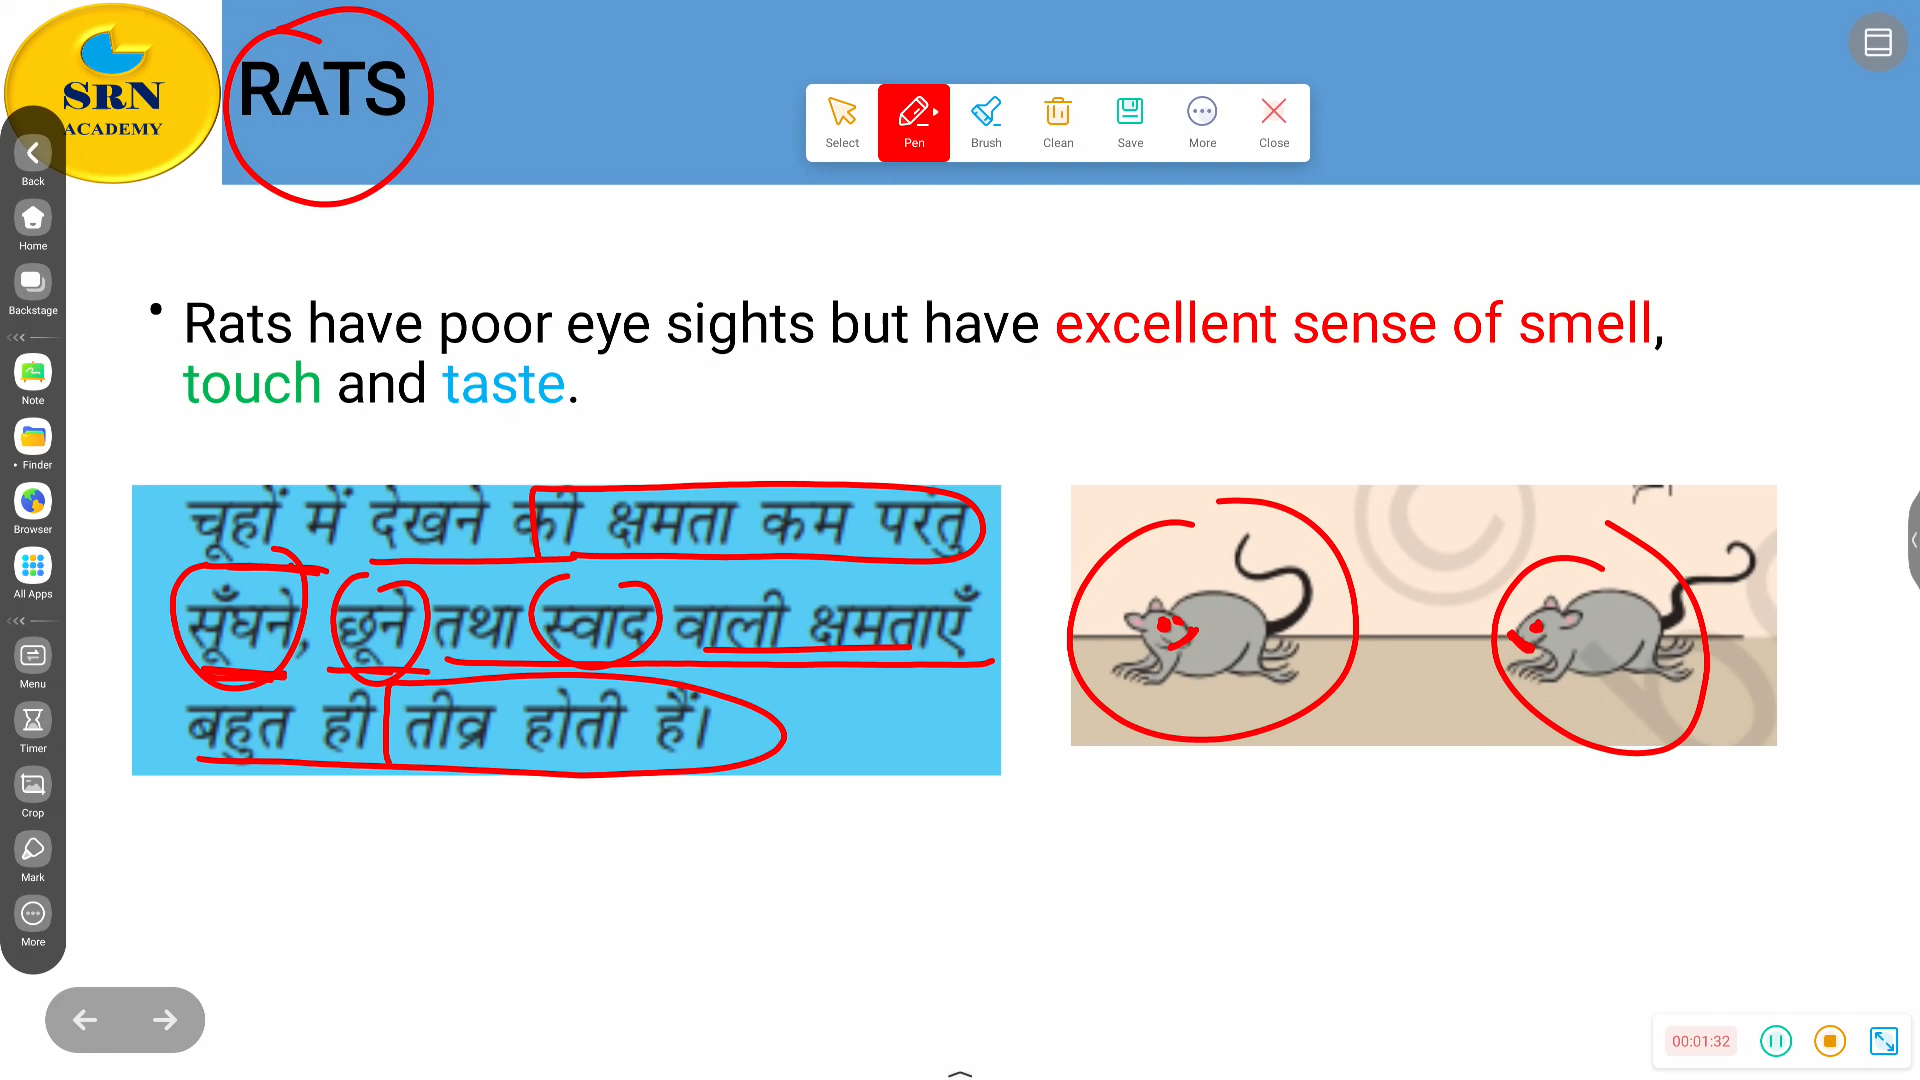 SRN
ACADEMY
RATS
Select
Pen
Brush
Clean
Save
More
Close
Back
Home
Backstage
Note
Finder
Browser
All Apps
Menu
Timer
Crop
Mark
More
• Rats have poor eye sights but have excellent sense of smell,
touch and taste.
चूहों में देखने की क्षमता कम परंतु
सूँघने, छूने तथा स्वाद वाली क्षमताएँ
बहुत ही तीव्र होती हैं।
00:01:32